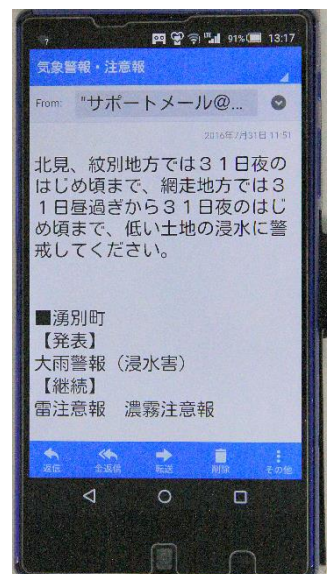 91% 13:17
気象警報・注意報
From: "サポートメール@...
2016年7月31日 11:51
北見、紋別地方では31日夜の
はじめ頃まで、網走地方では3
1日昼過ぎから31日夜のはじ
め頃まで、低い土地の浸水に警
戒してください。
■湧別町
【発表】
大雨警報（浸水害）
【継続】
雷注意報 濃霧注意報
返信 全返信 転送 削除 その他